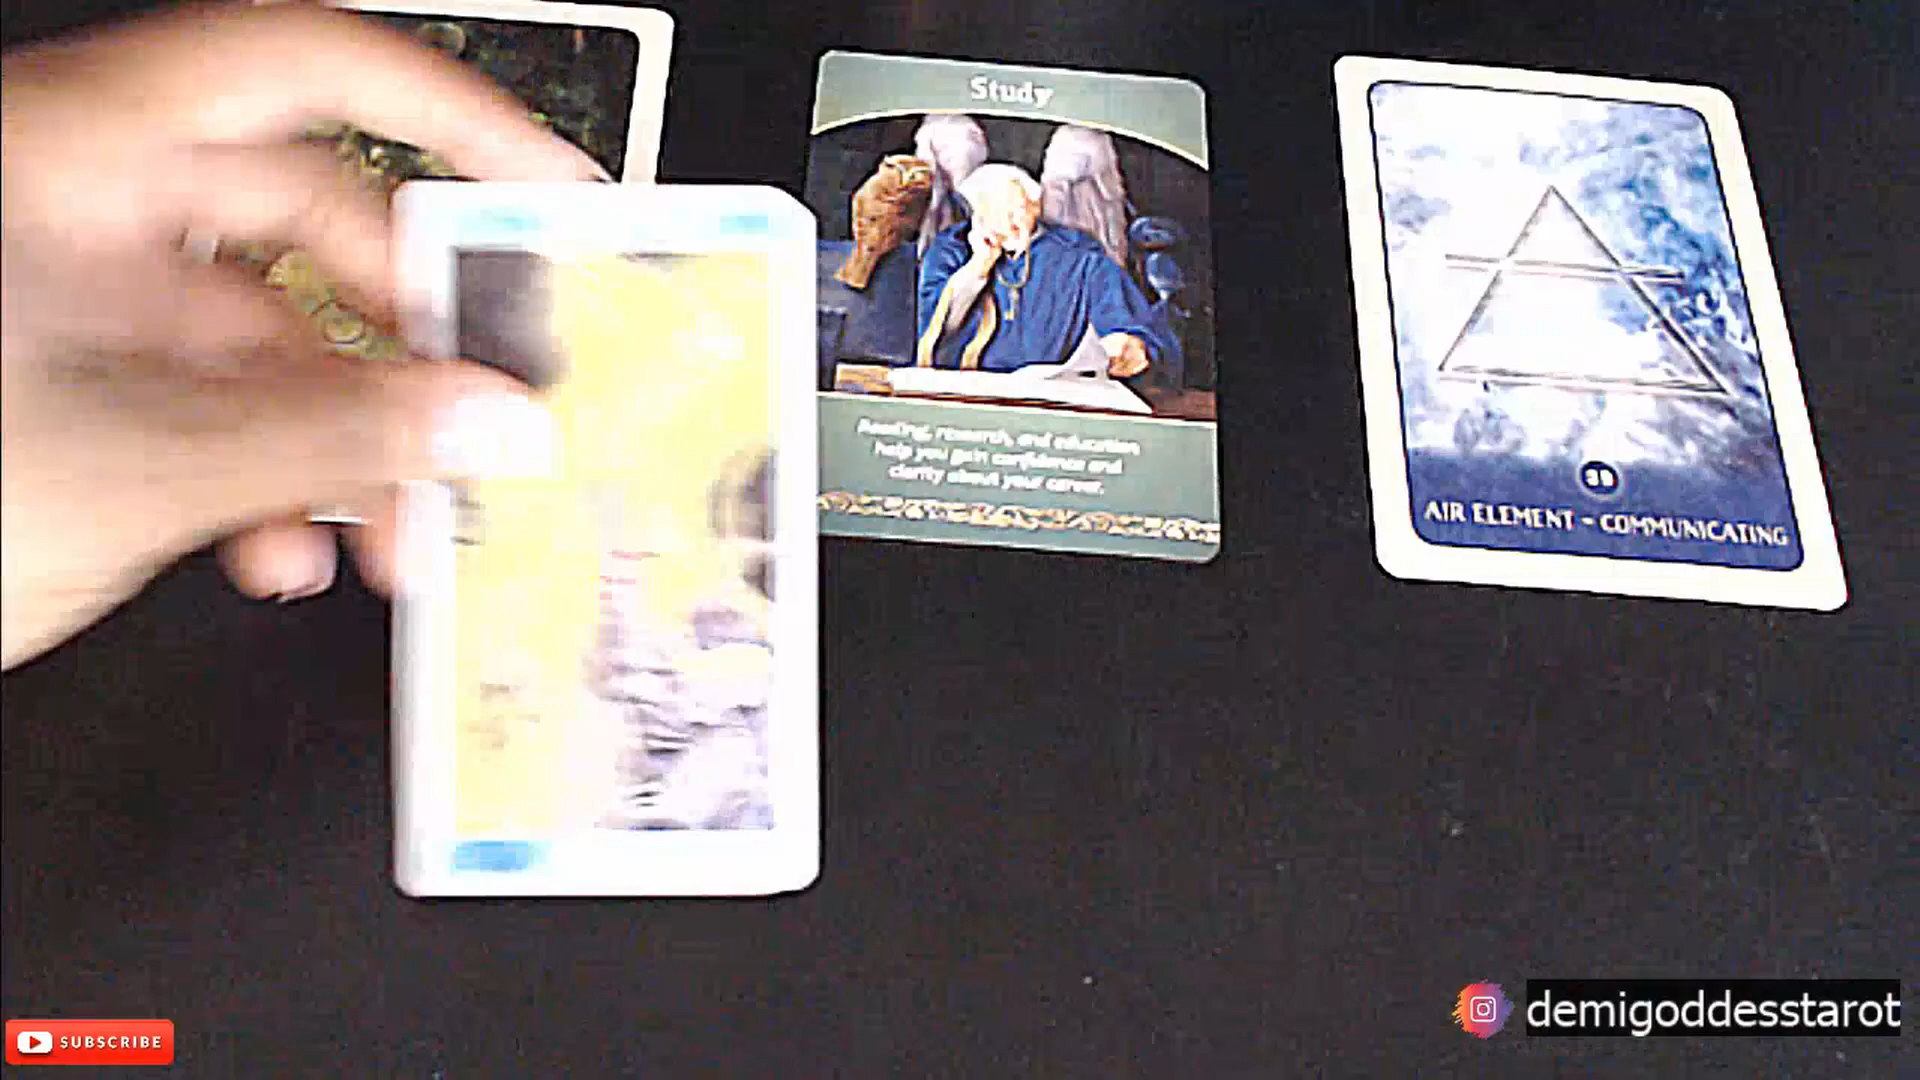 Study
Reading, research, and education
help you gain confidence and
clarity about your career.
39
AIR ELEMENT - COMMUNICATING
SUBSCRIBE
demigoddesstarot